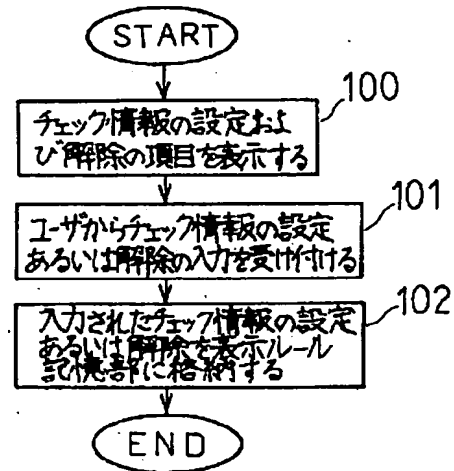 START
100
チェック情報の設定およ
び解除の項目を表示する
101
ユーザからチェック情報の設定
あるいは解除の入力を受け付ける
102
入力されたチェック情報の設定
あるいは解除を表示ルール
記憶部に格納する
END